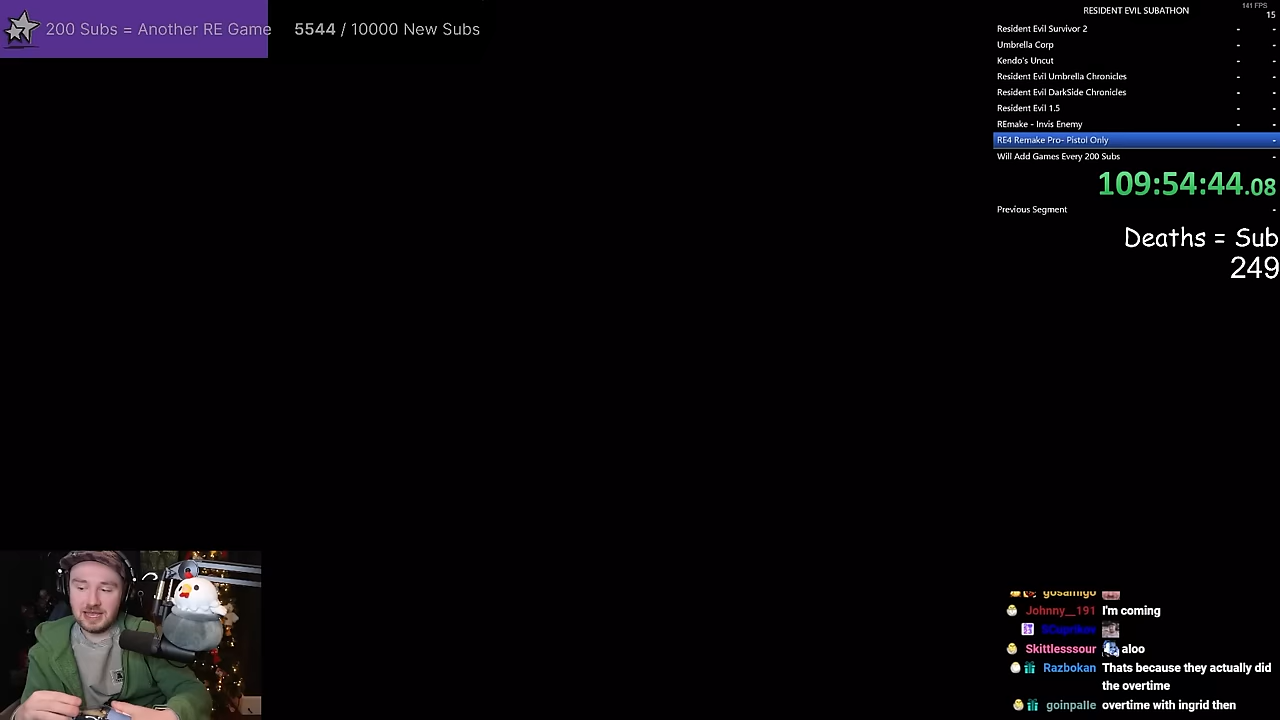 200 Subs = Another RE Game
5544 / 10000 New Subs
141 FPS
RESIDENT EVIL SUBATHON
15
Resident Evil Survivor 2 - -
Umbrella Corp - -
Kendo's Uncut - -
Resident Evil Umbrella Chronicles - -
Resident Evil DarkSide Chronicles - -
Resident Evil 1.5 - -
REmake - Invis Enemy - -
RE4 Remake Pro- Pistol Only -
Will Add Games Every 200 Subs -
109:54:44.08
Previous Segment -
Deaths = Sub
249
gosamigo
Johnny__191 I'm coming
Skittlesssour aloo
Razbokan Thats because they actually did
the overtime
goinpalle overtime with ingrid then